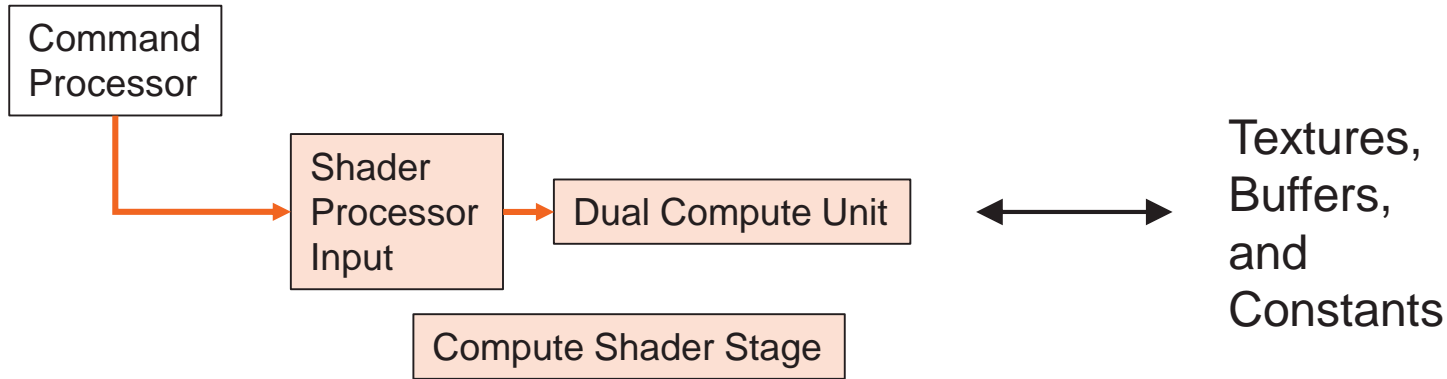 Command
Processor
Shader
Processor
Input
Dual Compute Unit
Compute Shader Stage
Textures,
Buffers,
and
Constants